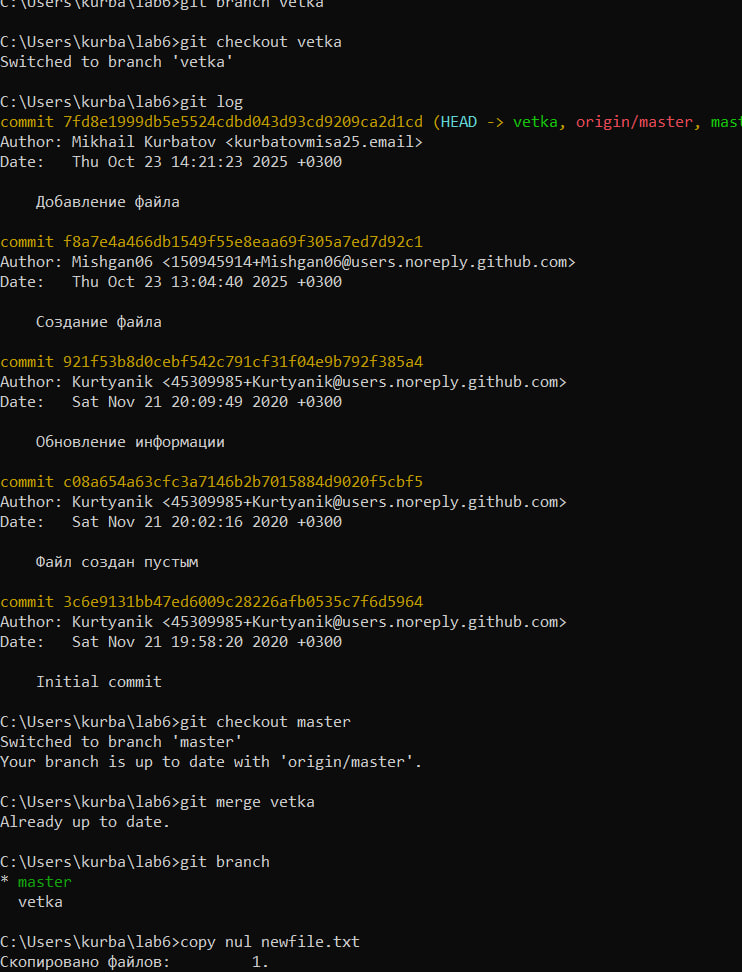 C:\Users\kurba\lab6>git branch vetka
C:\Users\kurba\lab6>git checkout vetka
Switched to branch 'vetka'
C:\Users\kurba\lab6>git log
commit 7fd8e1999db5e5524cdbd043d93cd9209ca2d1cd (HEAD -> vetka, origin/master, mast
Author: Mikhail Kurbatov <kurbatovmisa25.email>
Date:   Thu Oct 23 14:21:23 2025 +0300
    Добавление файла
commit f8a7e4a466db1549f55e8eaa69f305a7ed7d92c1
Author: Mishgan06 <150945914+Mishgan06@users.noreply.github.com>
Date:   Thu Oct 23 13:04:40 2025 +0300
    Создание файла
commit 921f53b8d0cebf542c791cf31f04e9b792f385a4
Author: Kurtyanik <45309985+Kurtyanik@users.noreply.github.com>
Date:   Sat Nov 21 20:09:49 2020 +0300
    Обновление информации
commit c08a654a63cfc3a7146b2b7015884d9020f5cbf5
Author: Kurtyanik <45309985+Kurtyanik@users.noreply.github.com>
Date:   Sat Nov 21 20:02:16 2020 +0300
    Файл создан пустым
commit 3c6e9131bb47ed6009c28226afb0535c7f6d5964
Author: Kurtyanik <45309985+Kurtyanik@users.noreply.github.com>
Date:   Sat Nov 21 19:58:20 2020 +0300
    Initial commit
C:\Users\kurba\lab6>git checkout master
Switched to branch 'master'
Your branch is up to date with 'origin/master'.
C:\Users\kurba\lab6>git merge vetka
Already up to date.
C:\Users\kurba\lab6>git branch
* master
  vetka
C:\Users\kurba\lab6>copy nul newfile.txt
Скопировано файлов:         1.